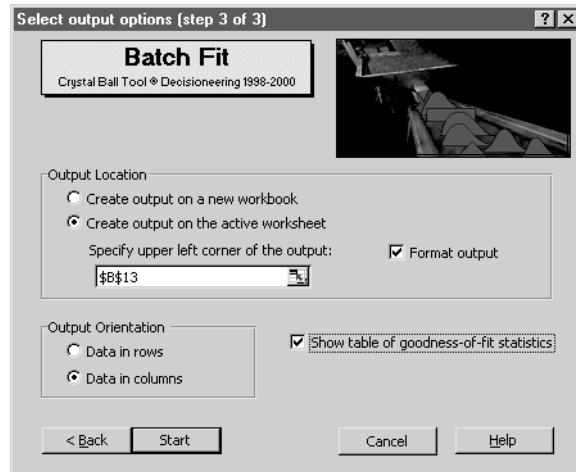 Select output options (step 3 of 3)
Batch Fit
Crystal Ball Tool ® Decisioneering 1998-2000
Output Location
Create output on a new workbook
Create output on the active worksheet
Specify upper left corner of the output:
Format output
$B$13
Output Orientation
Data in rows
Data in columns
Show table of goodness-of-fit statistics
< Back
Start
Cancel
Help